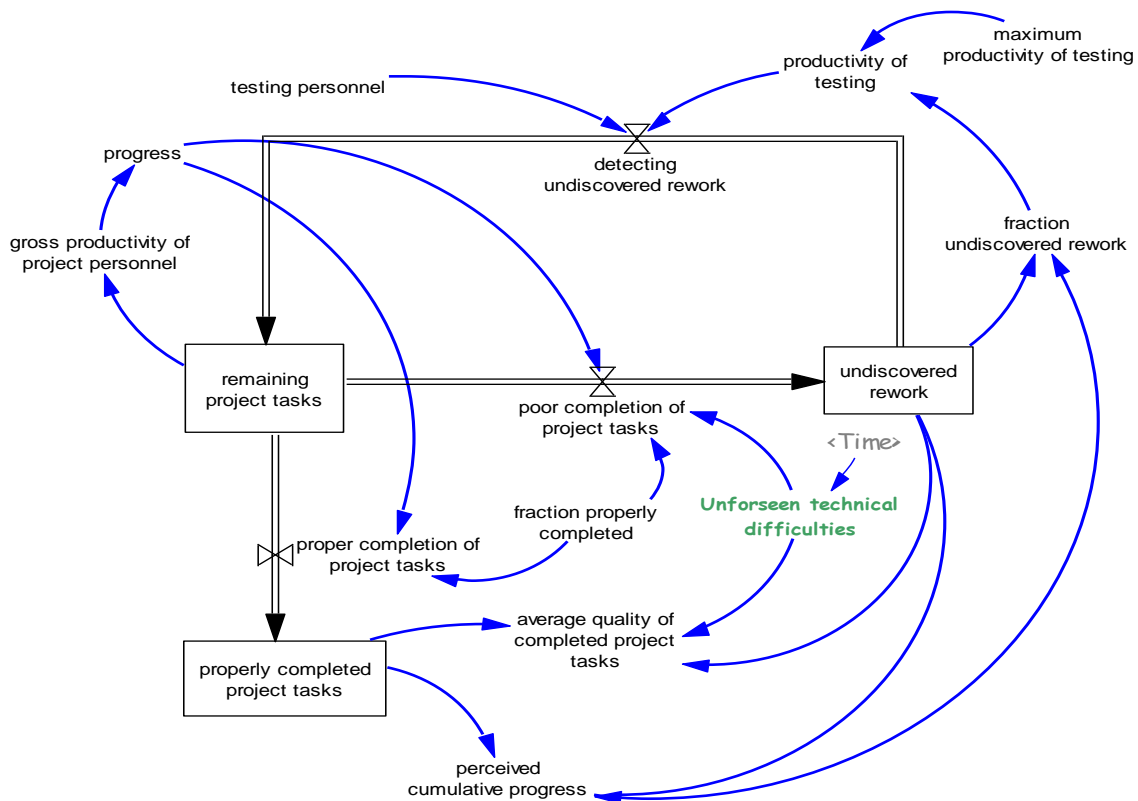 maximum
productivity of testing
productivity of
testing
testing personnel
progress
detecting
undiscovered rework
fraction
undiscovered rework
gross productivity of
project personnel
remaining
project tasks
undiscovered
rework
poor completion of
project tasks
<Time>
Unforseen technical
difficulties
fraction properly
completed
proper completion of
project tasks
average quality of
completed project
tasks
properly completed
project tasks
perceived
cumulative progress